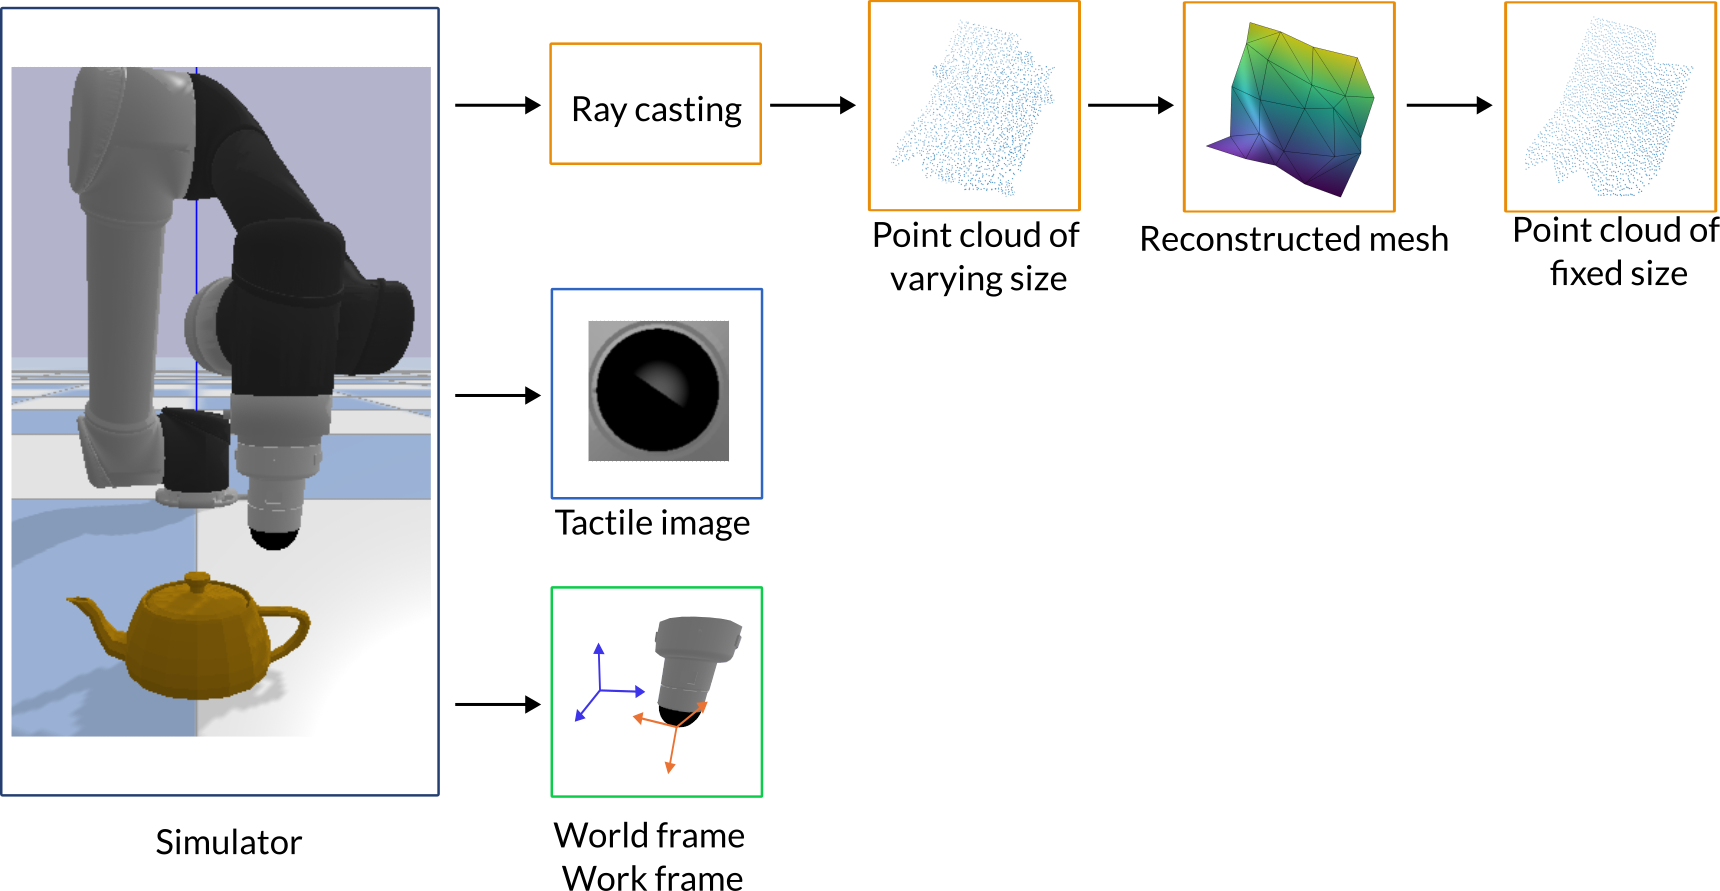 Ray casting
Point cloud of
varying size
Reconstructed mesh
Point cloud of
fixed size
Tactile image
Simulator
World frame
Work frame